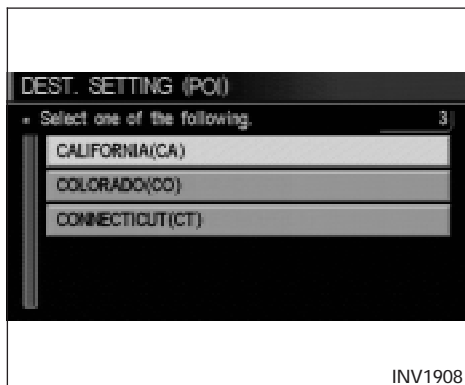 DEST. SETTING (POI)
Select one of the following. 3
CALIFORNIA(CA)
COLORADO(CO)
CONNECTICUT(CT)
INV1908